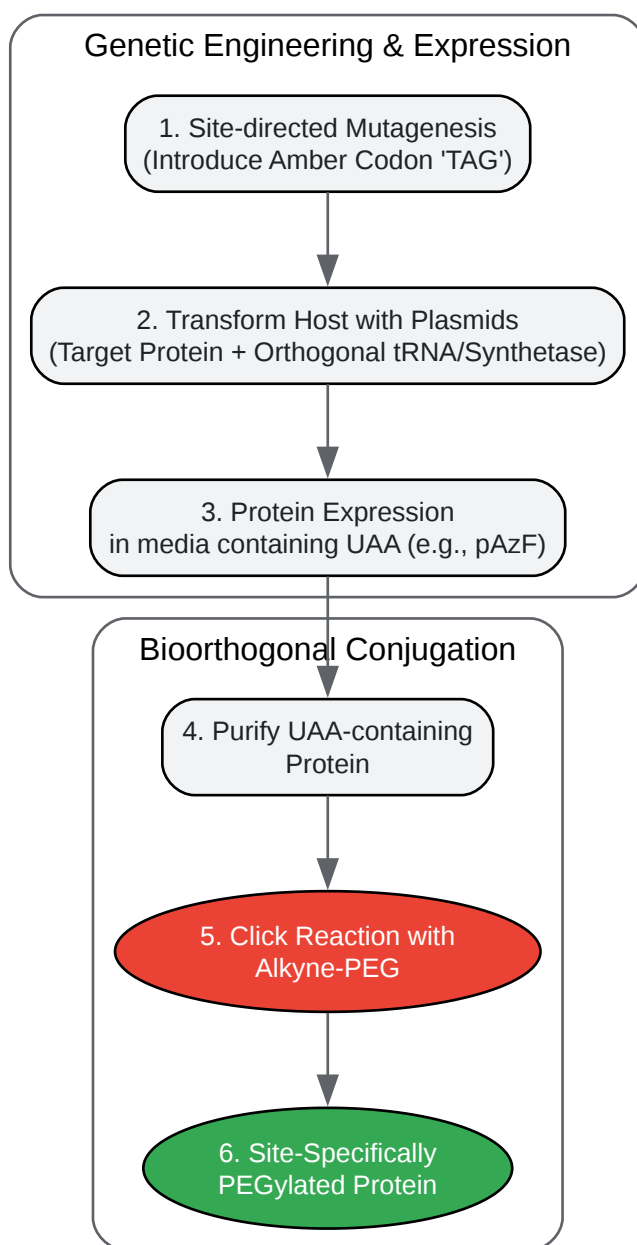 Genetic Engineering & Expression
1. Site-directed Mutagenesis
(Introduce Amber Codon 'TAG')
2. Transform Host with Plasmids
(Target Protein + Orthogonal tRNA/Synthetase)
3. Protein Expression
in media containing UAA (e.g., pAzF)
Bioorthogonal Conjugation
4. Purify UAA-containing
Protein
5. Click Reaction with
Alkyne-PEG
6. Site-Specifically
PEGylated Protein